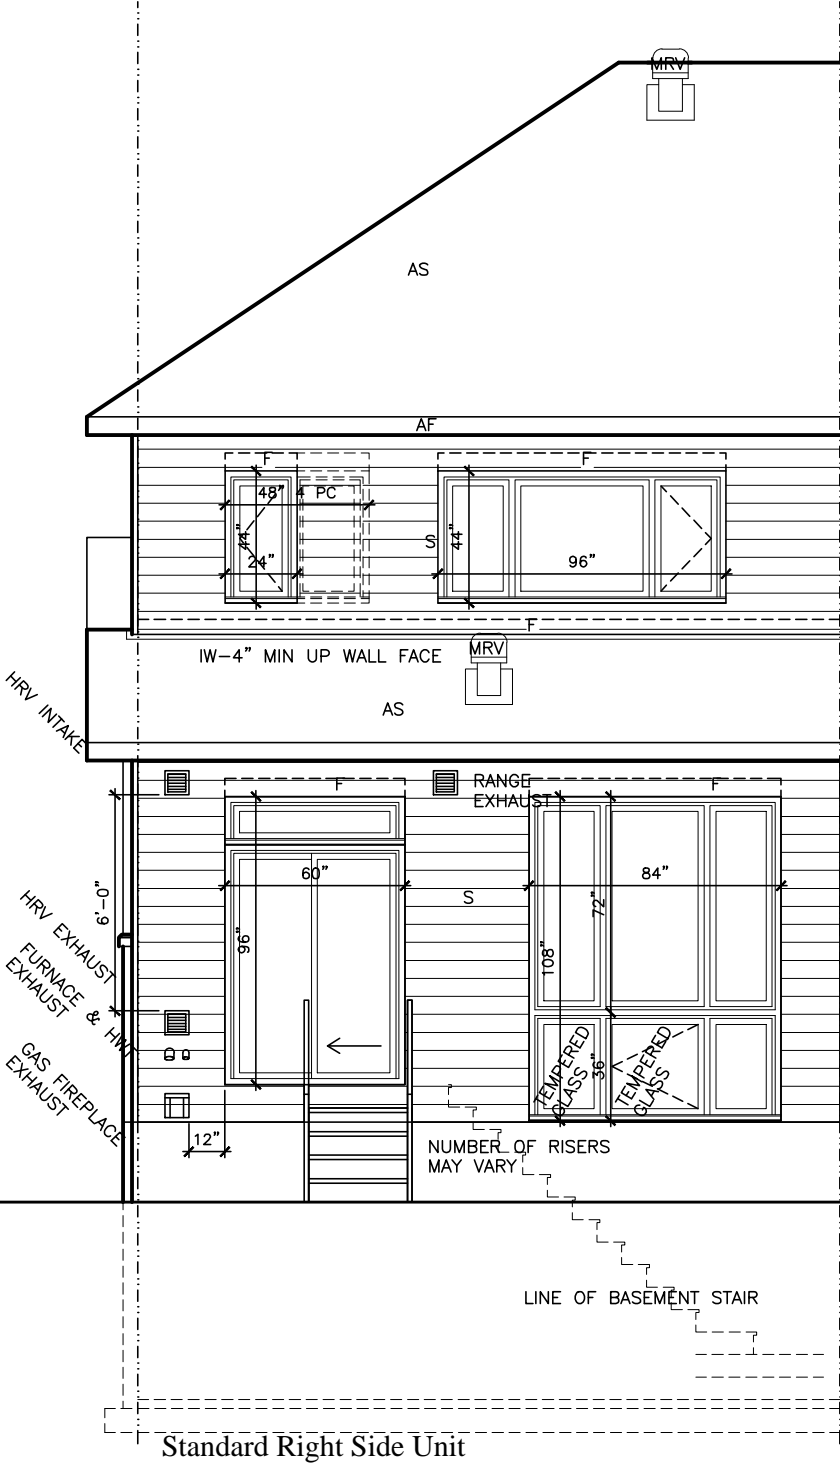 MRV
AS
AF
F
F
48" 4 PC
44"
24"
S
44"
96"
F
IW-4" MIN UP WALL FACE
MRV
HRV INTAKE
AS
RANGE
EXHAUST
F
F
60"
84"
6'-0"
S
72"
96"
108"
HRV EXHAUST
FURNACE & HWT
EXHAUST
GAS FIREPLACE
EXHAUST
TEMPERED
GLASS
36"
TEMPERED
GLASS
12"
NUMBER OF RISERS
MAY VARY
LINE OF BASEMENT STAIR
Standard Right Side Unit